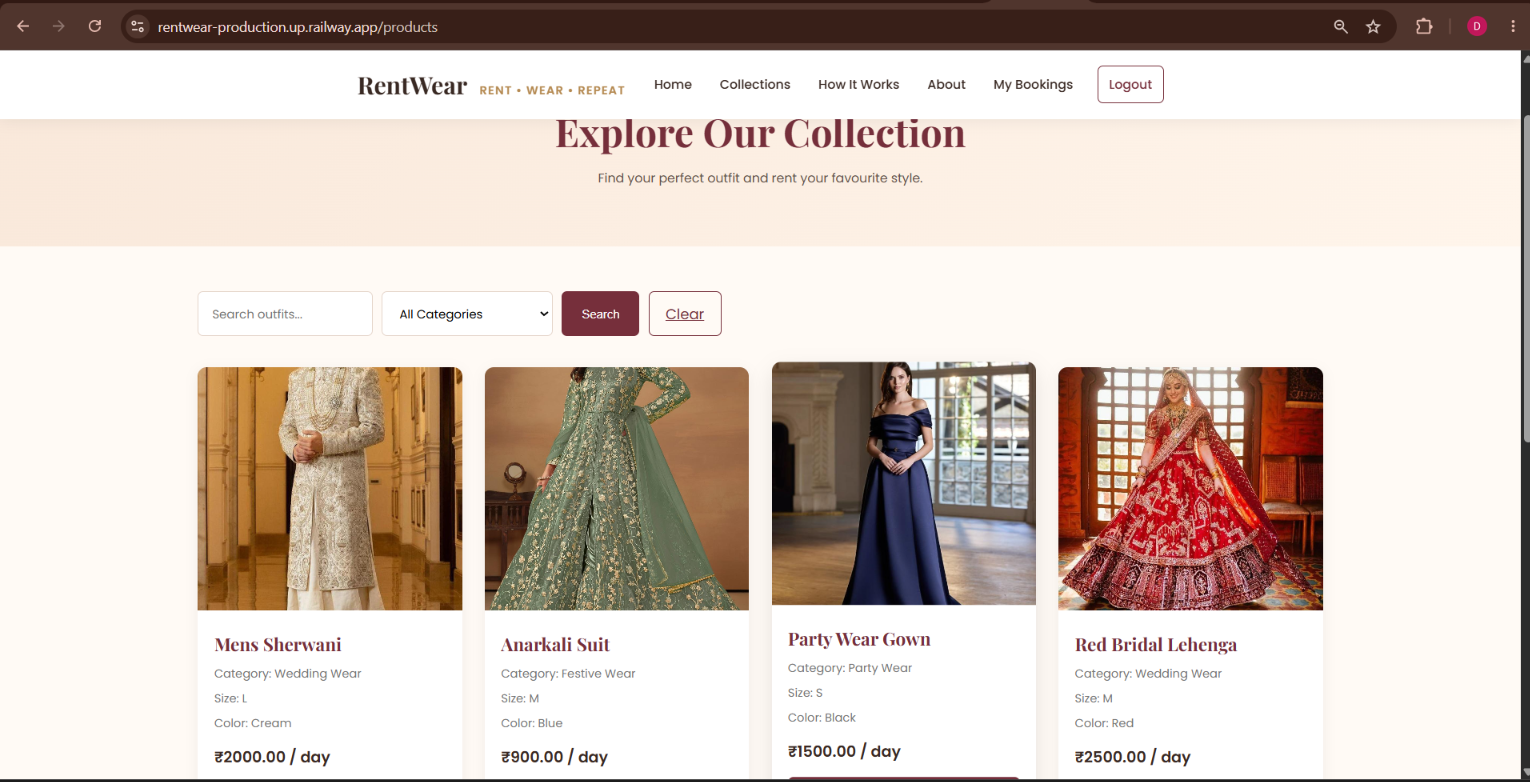 rentwear-production.up.railway.app/products
D
RentWear RENT • WEAR • REPEAT Home Collections How It Works About My Bookings Logout
Explore Our Collection
Find your perfect outfit and rent your favourite style.
Search outfits... All Categories Search Clear
Mens Sherwani
Category: Wedding Wear
Size: L
Color: Cream
₹2000.00 / day
Anarkali Suit
Category: Festive Wear
Size: M
Color: Blue
₹900.00 / day
Party Wear Gown
Category: Party Wear
Size: S
Color: Black
₹1500.00 / day
Red Bridal Lehenga
Category: Wedding Wear
Size: M
Color: Red
₹2500.00 / day